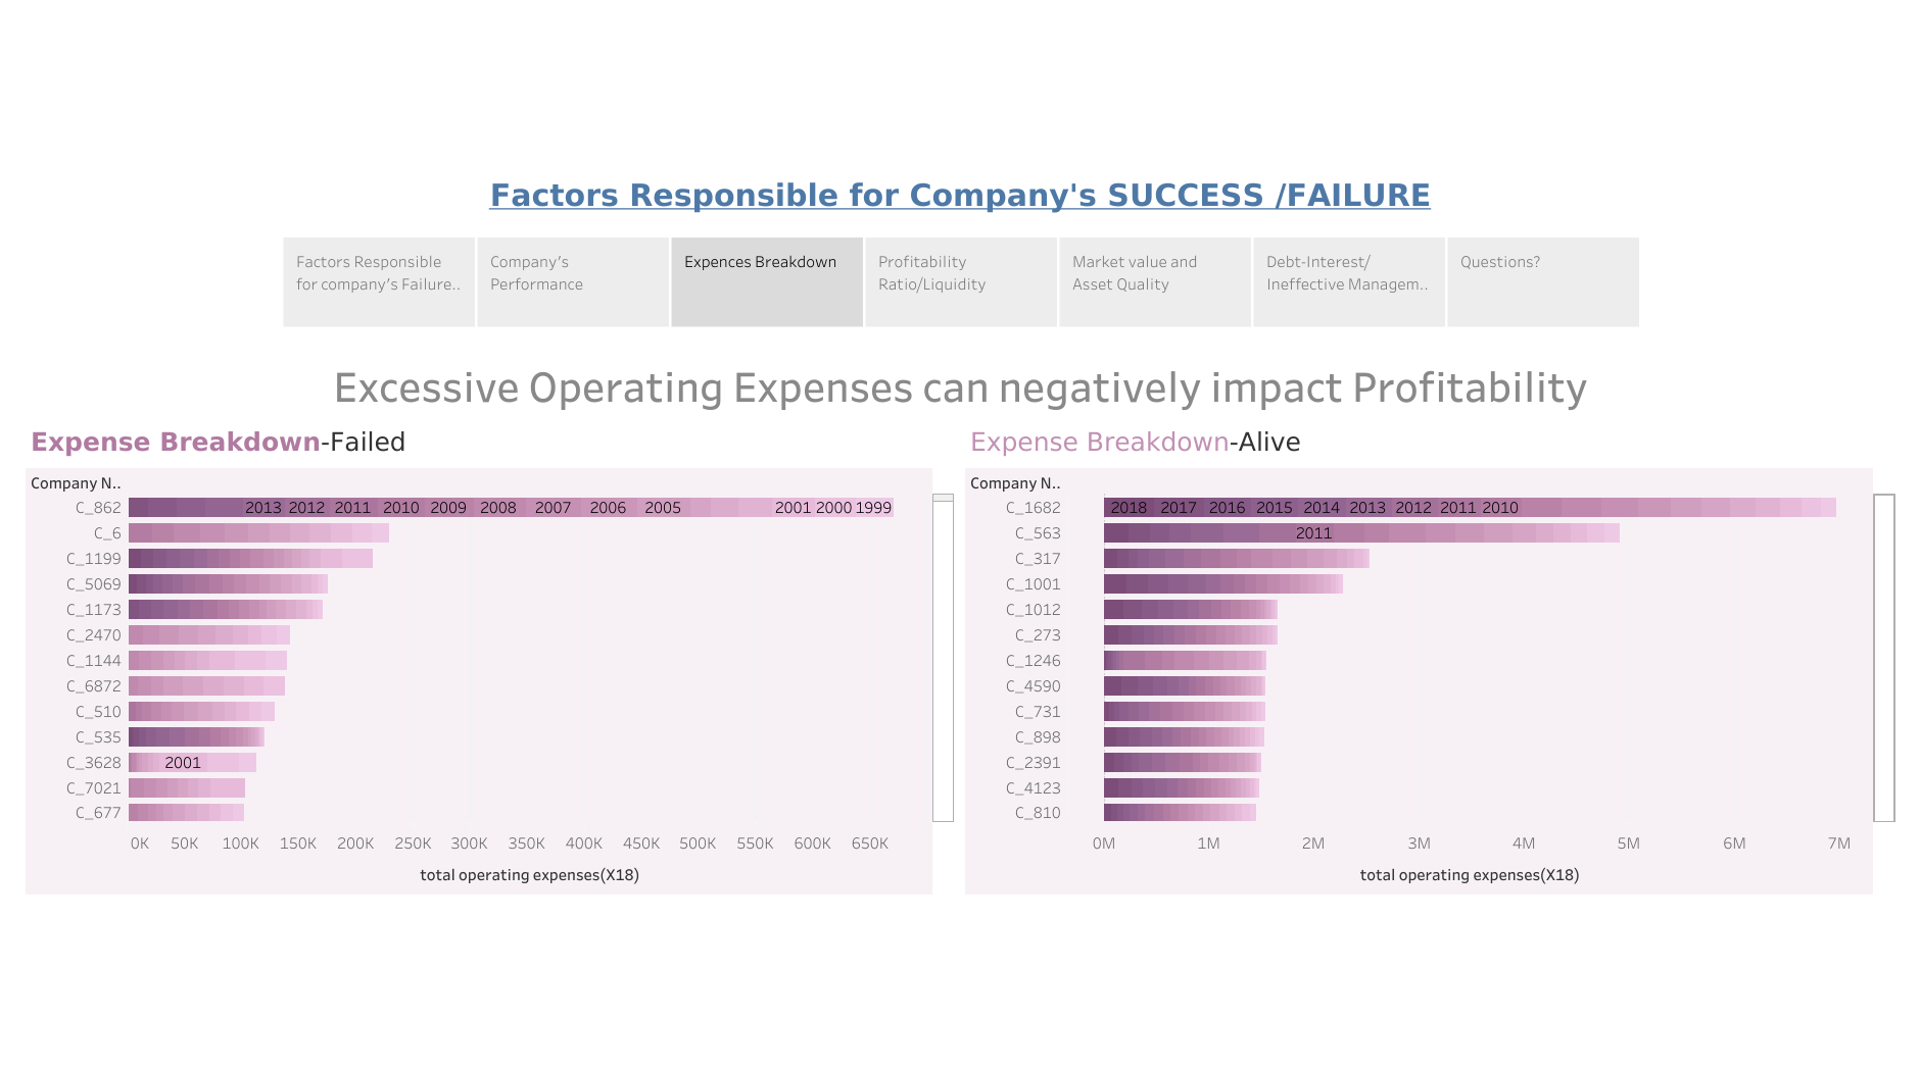 Factors Responsible for Company's SUCCESS /FAILURE
Factors Responsible
for company's Failure..
Company's
Performance
Expences Breakdown
Profitability
Ratio/Liquidity
Market value and
Asset Quality
Debt-Interest/
Ineffective Managem..
Questions?
Excessive Operating Expenses can negatively impact Profitability
Expense Breakdown-Failed
Company N..
C_862 2013 2012 2011 2010 2009 2008 2007 2006 2005 2001 2000 1999
C_6
C_1199
C_5069
C_1173
C_2470
C_1144
C_6872
C_510
C_535
C_3628 2001
C_7021
C_677
0K 50K 100K 150K 200K 250K 300K 350K 400K 450K 500K 550K 600K 650K
total operating expenses(X18)
Expense Breakdown-Alive
Company N..
C_1682 2018 2017 2016 2015 2014 2013 2012 2011 2010
C_563 2011
C_317
C_1001
C_1012
C_273
C_1246
C_4590
C_731
C_898
C_2391
C_4123
C_810
0M 1M 2M 3M 4M 5M 6M 7M
total operating expenses(X18)